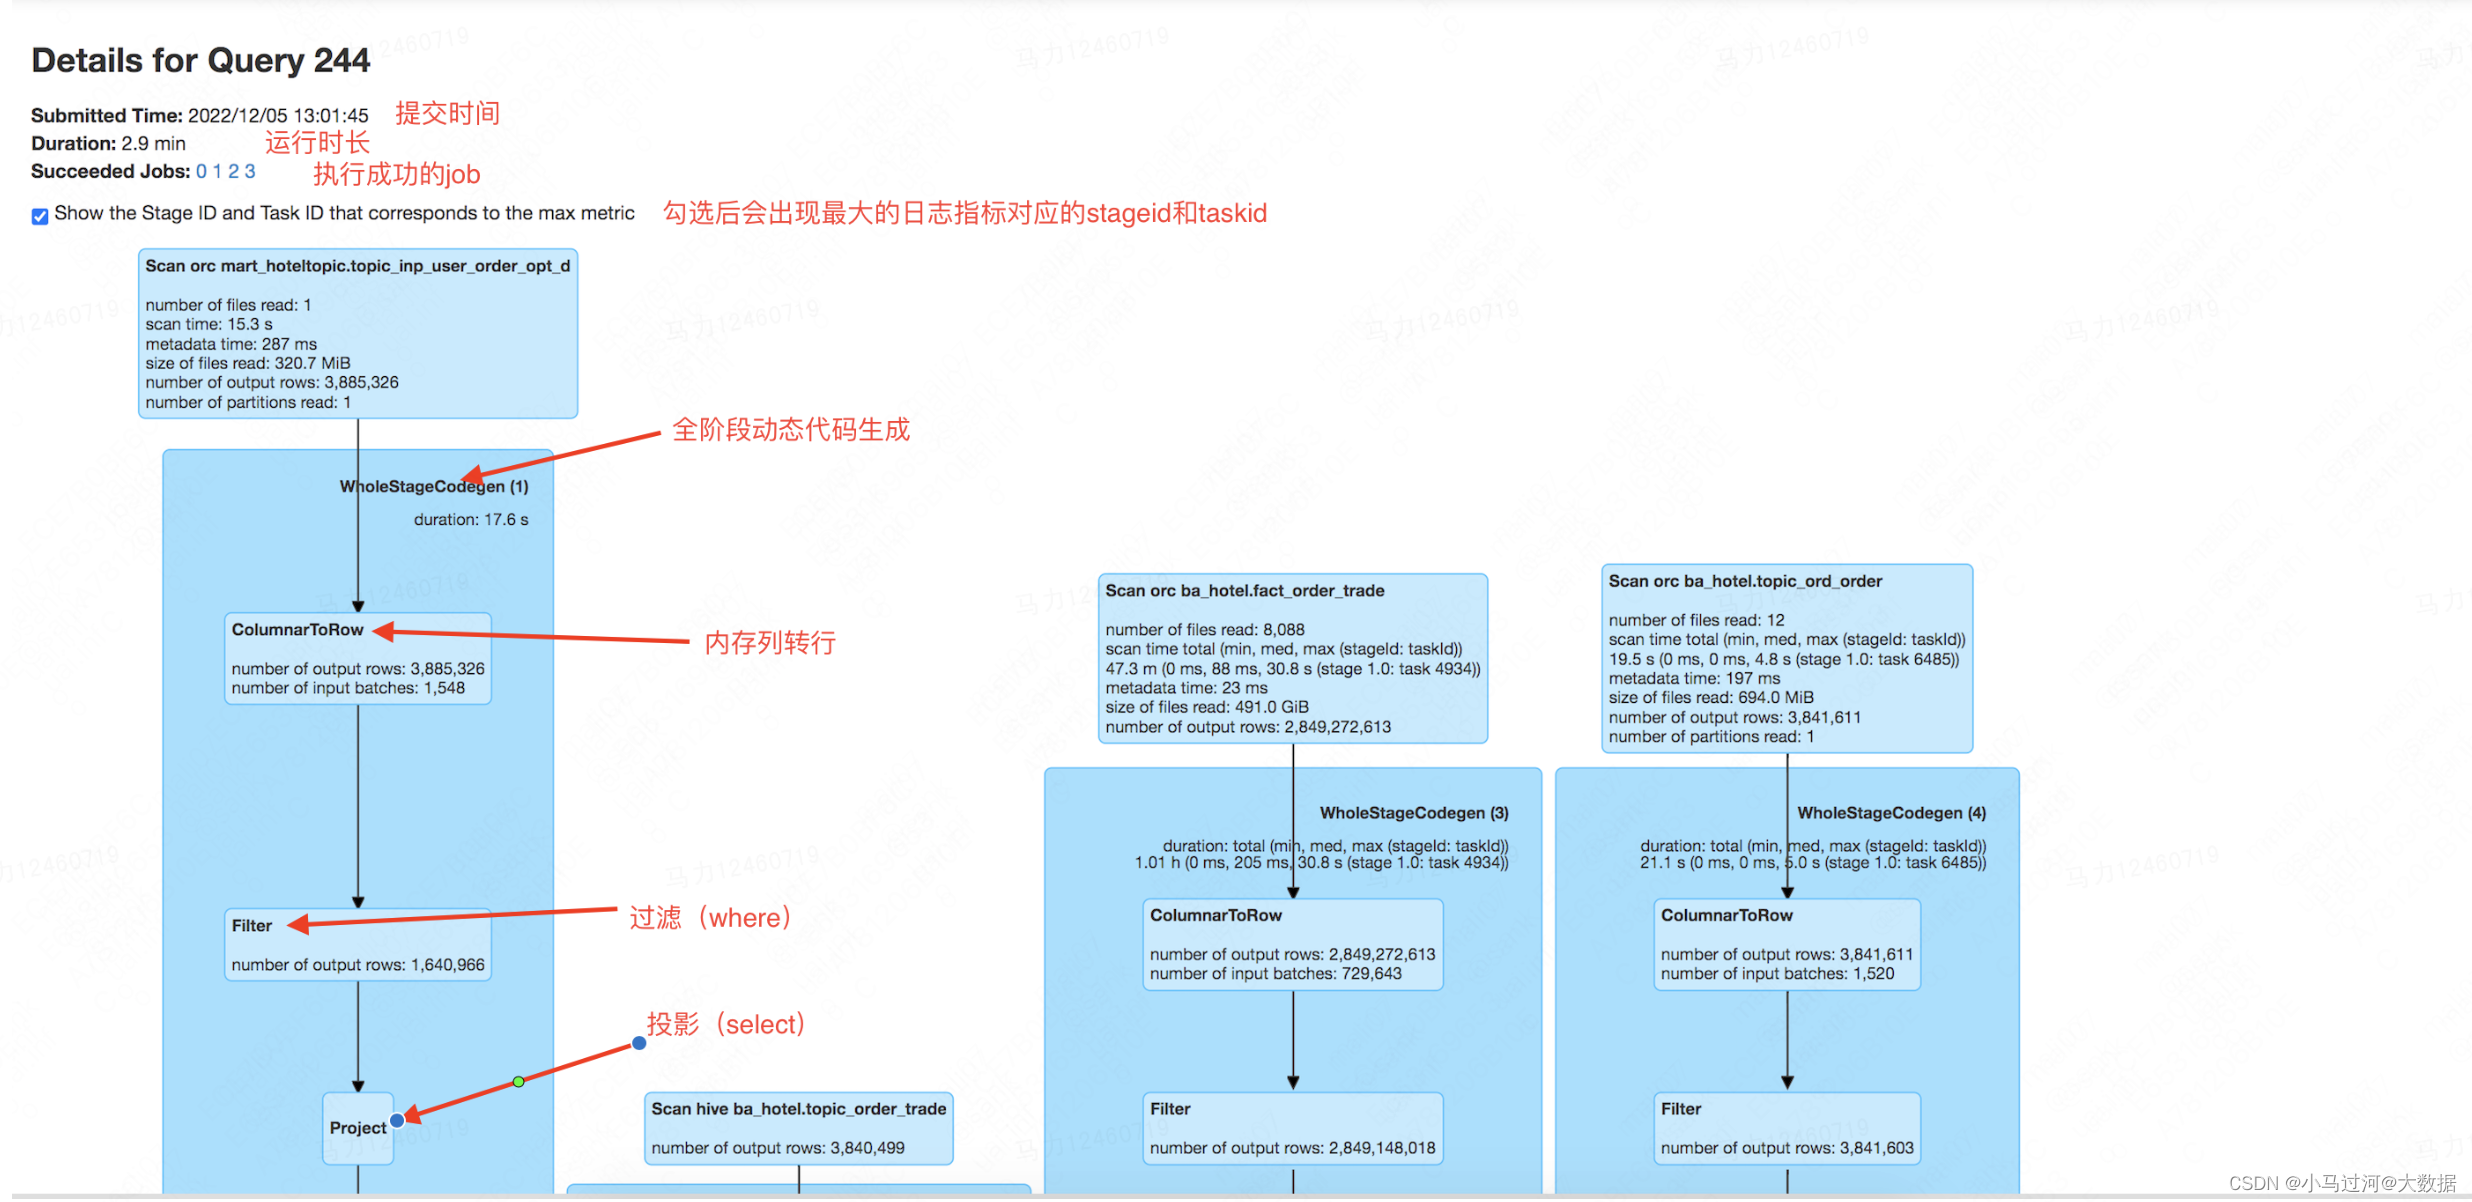 Details for Query 244
Submitted Time: 2022/12/05 13:01:45 提交时间
Duration: 2.9 min 运行时长
Succeeded Jobs: 0 1 2 3 执行成功的job
Show the Stage ID and Task ID that corresponds to the max metric 勾选后会出现最大的日志指标对应的stageid和taskid
Scan orc mart_hoteltopic.topic_inp_user_order_opt_d
number of files read: 1
scan time: 15.3 s
metadata time: 287 ms
size of files read: 320.7 MiB
number of output rows: 3,885,326
number of partitions read: 1
全阶段动态代码生成
WholeStageCodegen (1)
duration: 17.6 s
ColumnarToRow
内存列转行
number of output rows: 3,885,326
number of input batches: 1,548
Filter
过滤（where）
number of output rows: 1,640,966
投影（select）
Project
Scan hive ba_hotel.topic_order_trade
number of output rows: 3,840,499
Scan orc ba_hotel.fact_order_trade
number of files read: 8,088
scan time total (min, med, max (stageId: taskId))
47.3 m (0 ms, 88 ms, 30.8 s (stage 1.0: task 4934))
metadata time: 23 ms
size of files read: 491.0 GiB
number of output rows: 2,849,272,613
WholeStageCodegen (3)
duration: total (min, med, max (stageId: taskId))
1.01 h (0 ms, 205 ms, 30.8 s (stage 1.0: task 4934))
ColumnarToRow
number of output rows: 2,849,272,613
number of input batches: 729,643
Filter
number of output rows: 2,849,148,018
Scan orc ba_hotel.topic_ord_order
number of files read: 12
scan time total (min, med, max (stageId: taskId))
19.5 s (0 ms, 0 ms, 4.8 s (stage 1.0: task 6485))
metadata time: 197 ms
size of files read: 694.0 MiB
number of output rows: 3,841,611
number of partitions read: 1
WholeStageCodegen (4)
duration: total (min, med, max (stageId: taskId))
21.1 s (0 ms, 0 ms, 5.0 s (stage 1.0: task 6485))
ColumnarToRow
number of output rows: 3,841,611
number of input batches: 1,520
Filter
number of output rows: 3,841,603
马力12460719
CSDN @小马过河@大数据